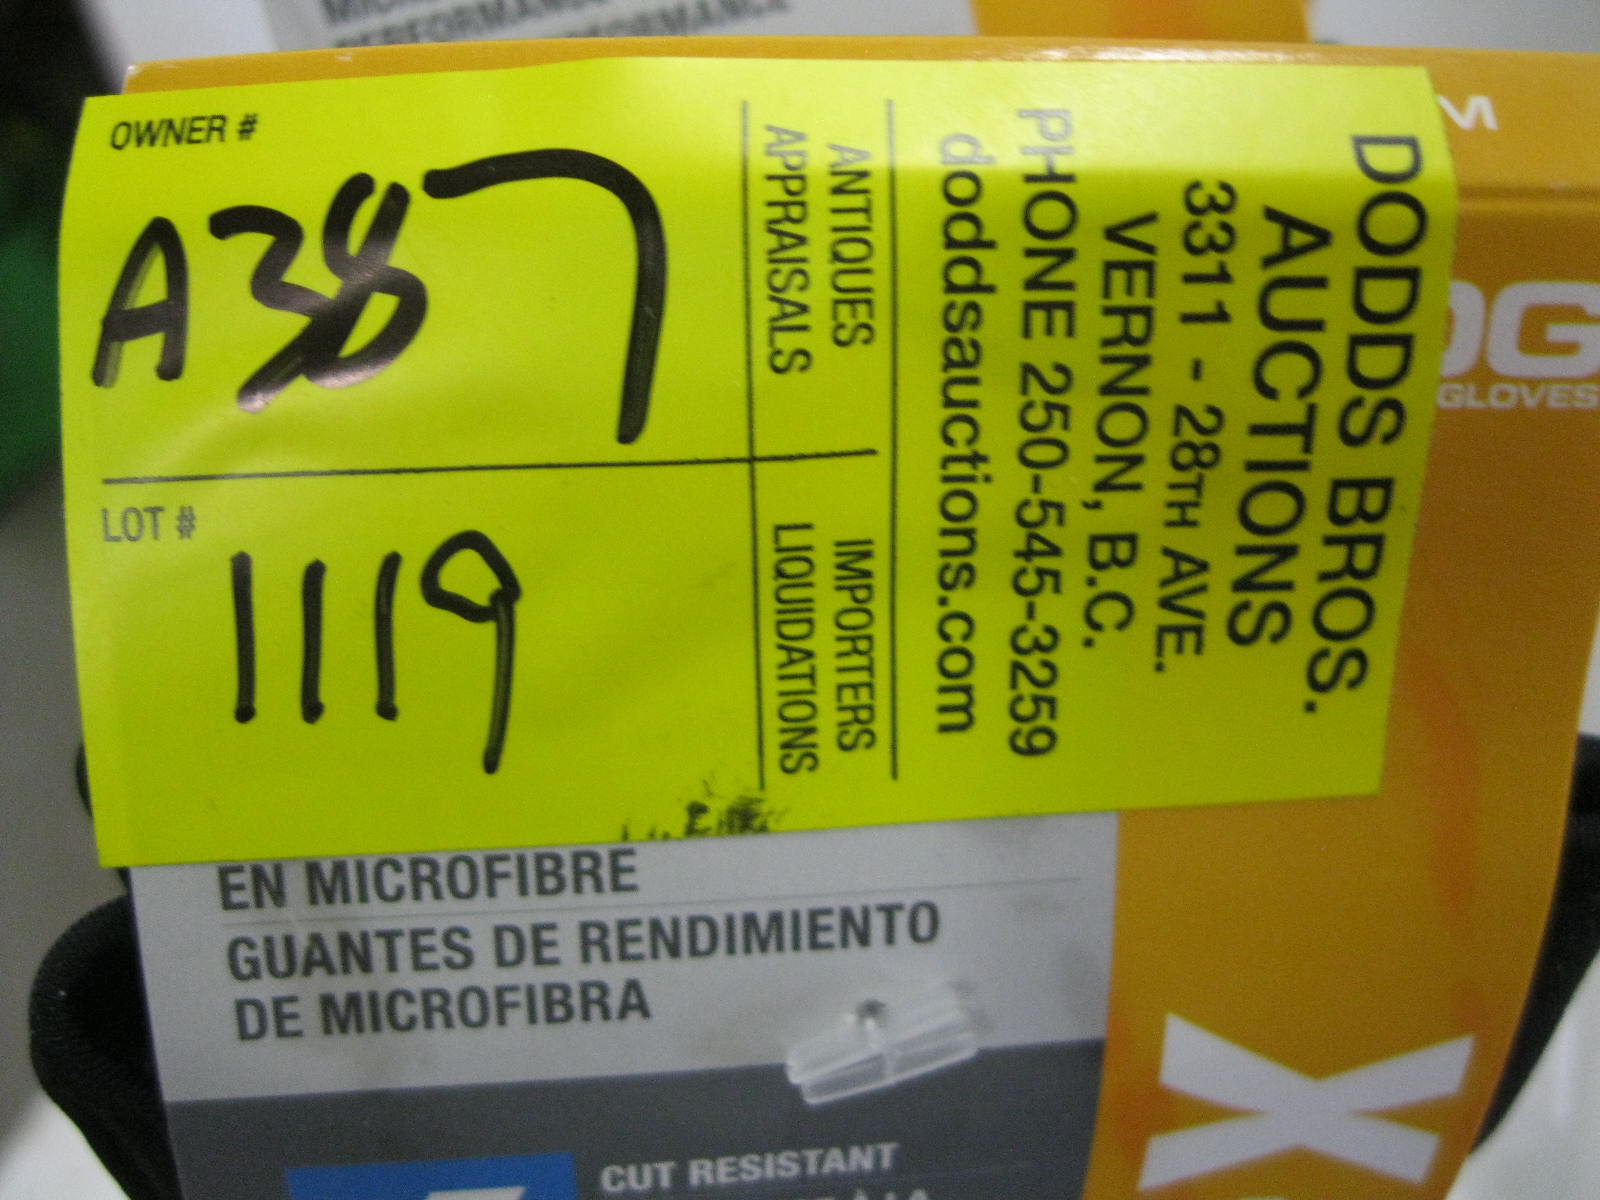 PERFORMANCE
OWNER #
A387
LOT #
1119
ANTIQUES
APPRAISALS
IMPORTERS
LIQUIDATIONS
DODDS BROS.
AUCTIONS
3311 - 28TH AVE.
VERNON, B.C.
PHONE 250-545-3259
doddsauctions.com
GLOVES
EN MICROFIBRE
GUANTES DE RENDIMIENTO
DE MICROFIBRA
CUT RESISTANT
X